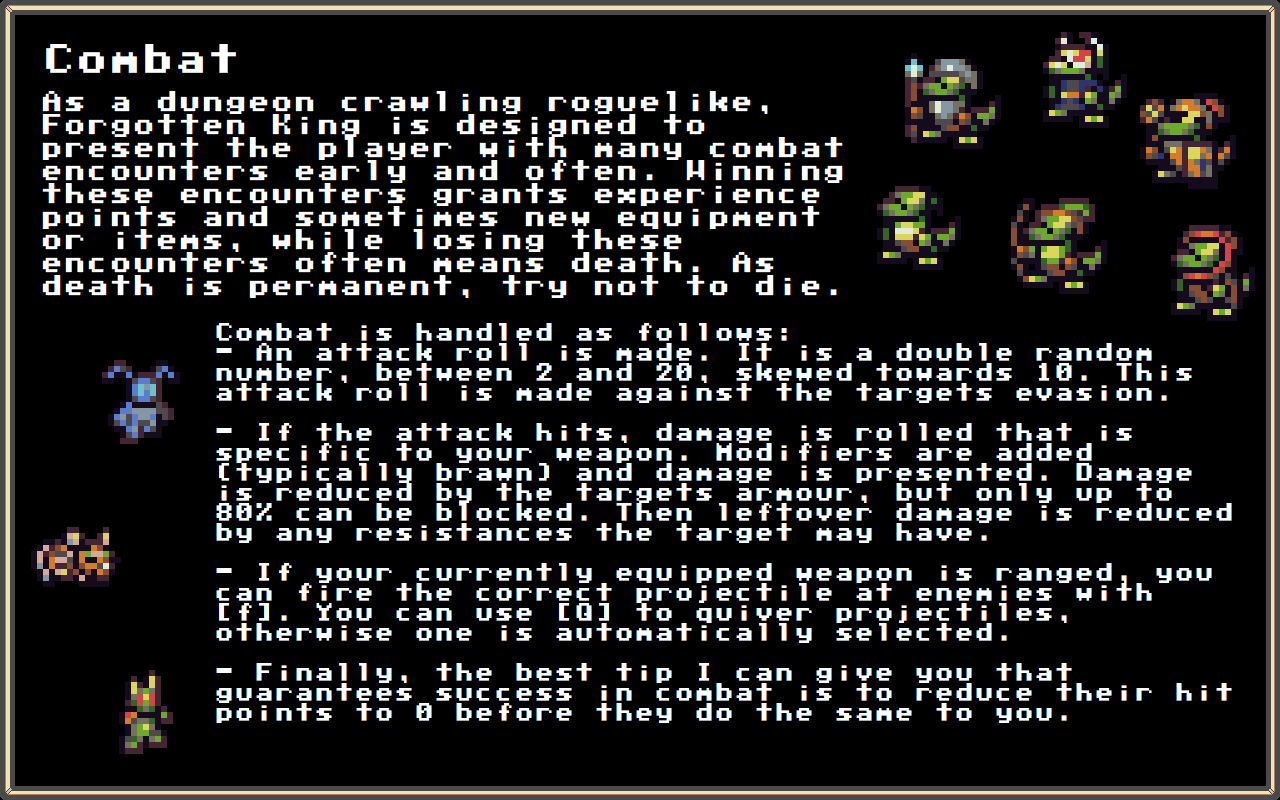 Combat
As a dungeon crawling roguelike,
Forgotten King is designed to
present the player with many combat
encounters early and often. Winning
these encounters grants experience
points and sometimes new equipment
or items, while losing these
encounters often means death. As
death is permanent, try not to die.
Combat is handled as follows:
- An attack roll is made. It is a double random
number, between 2 and 20, skewed towards 10. This
attack roll is made against the targets evasion.
- If the attack hits, damage is rolled that is
specific to your weapon. Modifiers are added
(typically brawn) and damage is presented. Damage
is reduced by the targets armour, but only up to
80% can be blocked. Then leftover damage is reduced
by any resistances the target may have.
- If your currently equipped weapon is ranged, you
can fire the correct projectile at enemies with
[f]. You can use [Q] to quiver projectiles,
otherwise one is automatically selected.
- Finally, the best tip I can give you that
guarantees success in combat is to reduce their hit
points to 0 before they do the same to you.